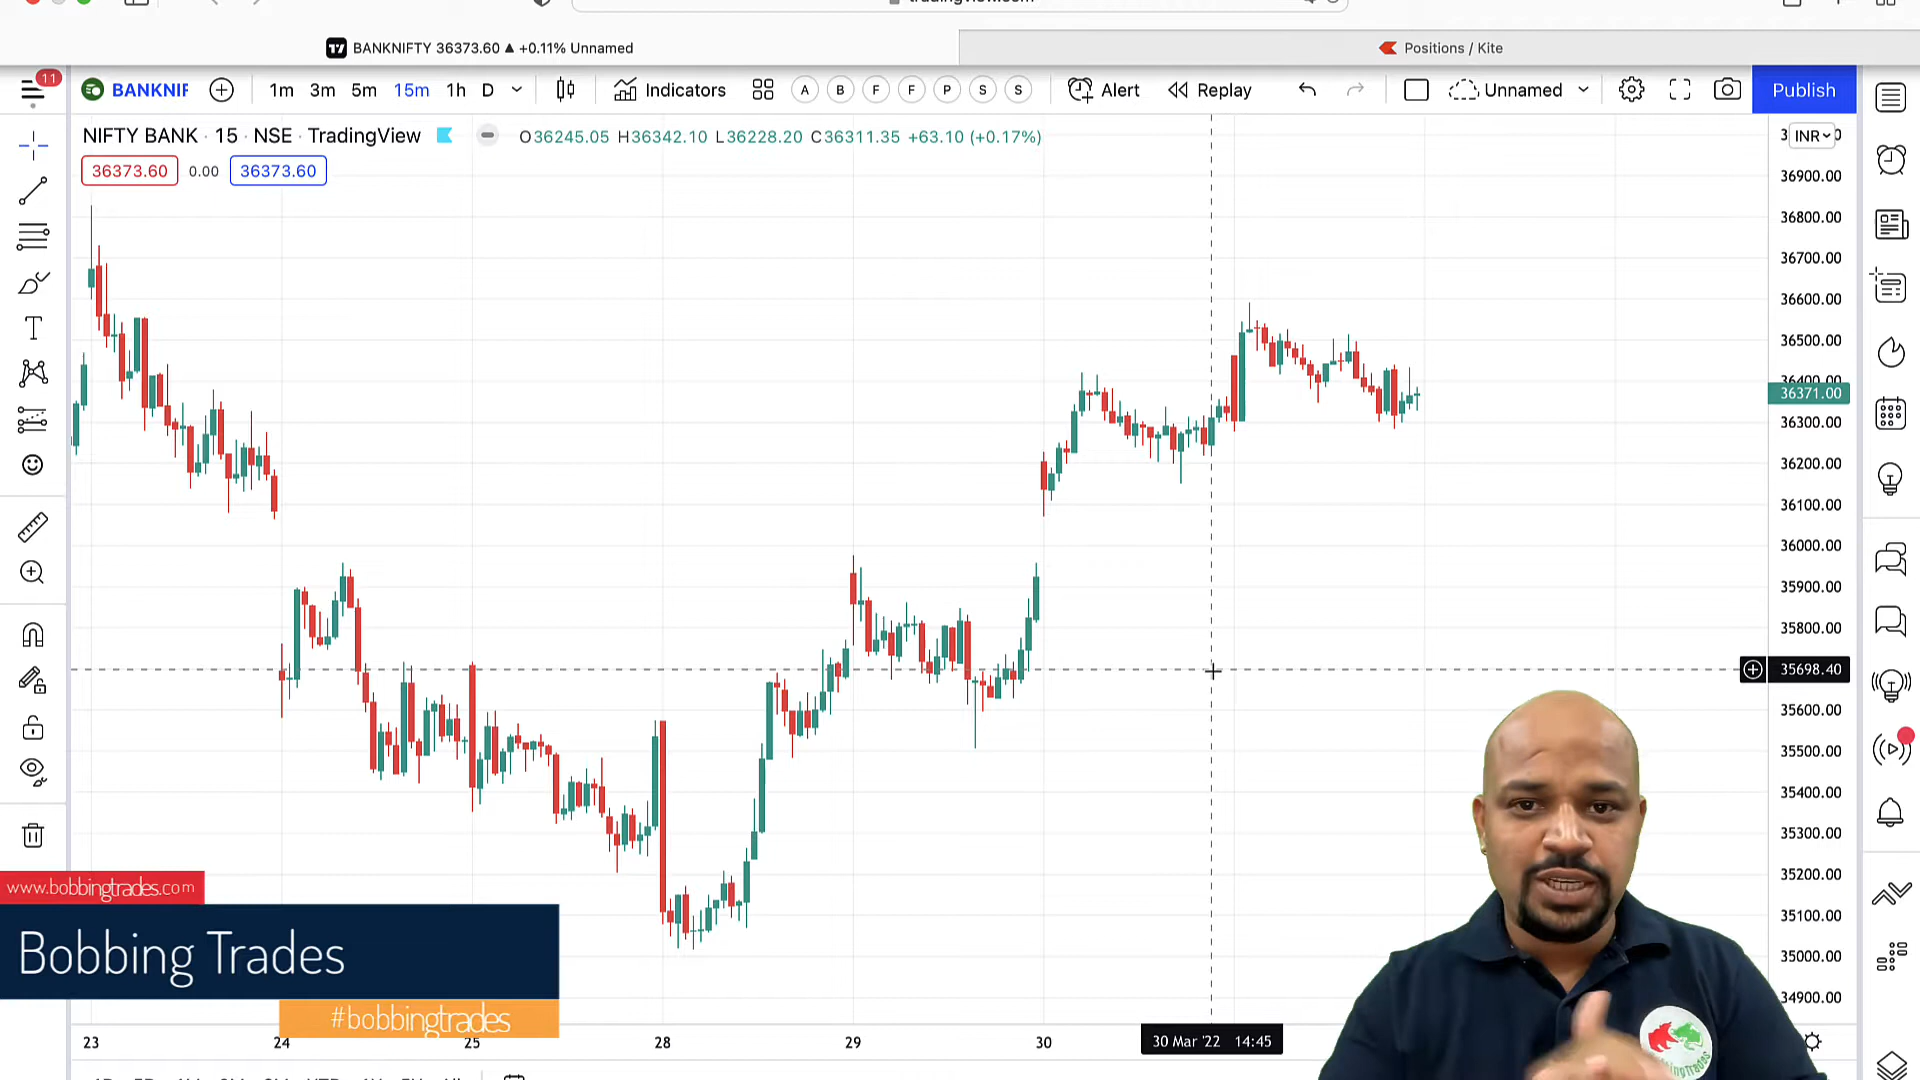 BANKNIFTY 36373.60 ▲ +0.11% Unnamed
Positions / Kite
11
BANKNIF
1m 3m 5m 15m 1h D
Indicators
A B F F P S S
Alert
Replay
Unnamed
Publish
NIFTY BANK · 15 · NSE · TradingView
O36245.05 H36342.10 L36228.20 C36311.35 +63.10 (+0.17%)
INR
36373.60 0.00 36373.60
36900.00
36800.00
36700.00
36600.00
36500.00
36400.00
36371.00
36300.00
36200.00
36100.00
36000.00
35900.00
35800.00
35698.40
35600.00
35500.00
35400.00
35300.00
35200.00
35100.00
35000.00
34900.00
www.bobbingtrades.com
Bobbing Trades
#bobbingtrades
23 24 25 28 29 30
30 Mar '22 14:45